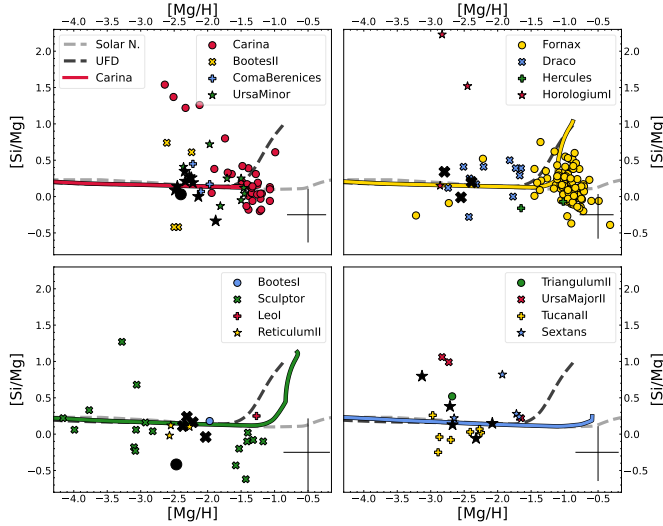 [Mg/H] [Mg/H]
−4.0 −3.5 −3.0 −2.5 −2.0 −1.5 −1.0 −0.5 −4.0 −3.5 −3.0 −2.5 −2.0 −1.5 −1.0 −0.5
[Si/Mg]
2.0
1.5
1.0
0.5
0.0
−0.5
Solar N.
UFD
Carina
Carina
BootesII
ComaBerenices
UrsaMinor
Fornax
Draco
Hercules
HorologiumI
[Si/Mg]
2.0
1.5
1.0
0.5
0.0
−0.5
[Si/Mg]
2.0
1.5
1.0
0.5
0.0
−0.5
BootesI
Sculptor
LeoI
ReticulumII
TriangulumII
UrsaMajorII
TucanaII
Sextans
[Si/Mg]
2.0
1.5
1.0
0.5
0.0
−0.5
−4.0 −3.5 −3.0 −2.5 −2.0 −1.5 −1.0 −0.5 −4.0 −3.5 −3.0 −2.5 −2.0 −1.5 −1.0 −0.5
[Mg/H] [Mg/H]